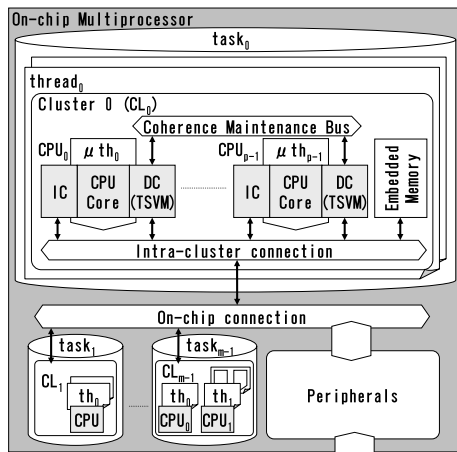 On-chip Multiprocessor
task0
thread0
Cluster 0 (CL0)
Coherence Maintenance Bus
CPU0
μth0
CPUp-1
μthp-1
IC
CPU Core
DC (TSVM)
IC
CPU Core
DC (TSVM)
Embedded Memory
Intra-cluster connection
On-chip connection
task1
taskm-1
CL1
th0
CPU
CLm-1
th0
th1
CPU0
CPU1
Peripherals